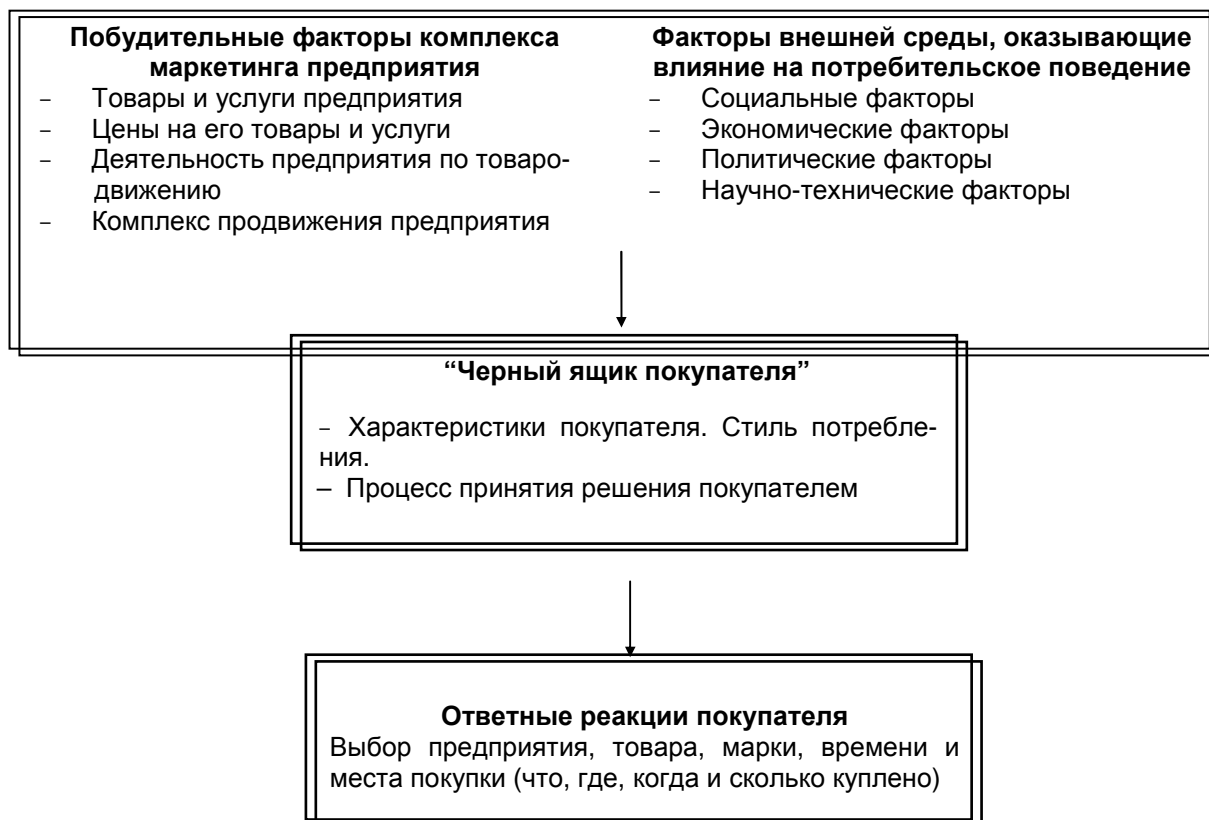 Побудительные факторы комплекса
маркетинга предприятия
- Товары и услуги предприятия
- Цены на его товары и услуги
- Деятельность предприятия по товаро-
движению
- Комплекс продвижения предприятия
Факторы внешней среды, оказывающие
влияние на потребительское поведение
- Социальные факторы
- Экономические факторы
- Политические факторы
- Научно-технические факторы
“Черный ящик покупателя”
- Характеристики покупателя. Стиль потребле-
ния.
– Процесс принятия решения покупателем
Ответные реакции покупателя
Выбор предприятия, товара, марки, времени и
места покупки (что, где, когда и сколько куплено)